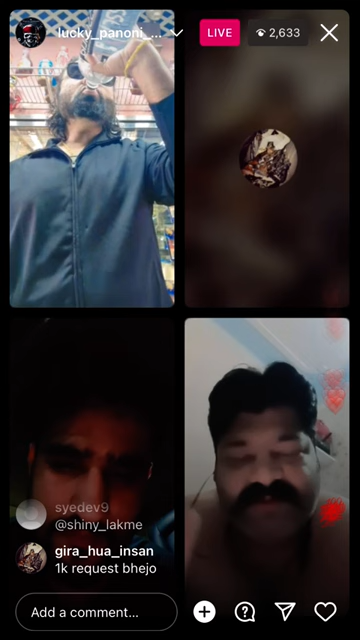 lucky_panoni_...
LIVE
2,633
syedev9
@shiny_lakme
gira_hua_insan
1k request bhejo
Add a comment...